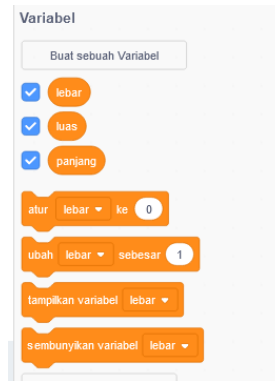 Variabel
Buat sebuah Variabel
lebar
luas
panjang
atur lebar ke 0
ubah lebar sebesar 1
tampilkan variabel lebar
sembunyikan variabel lebar